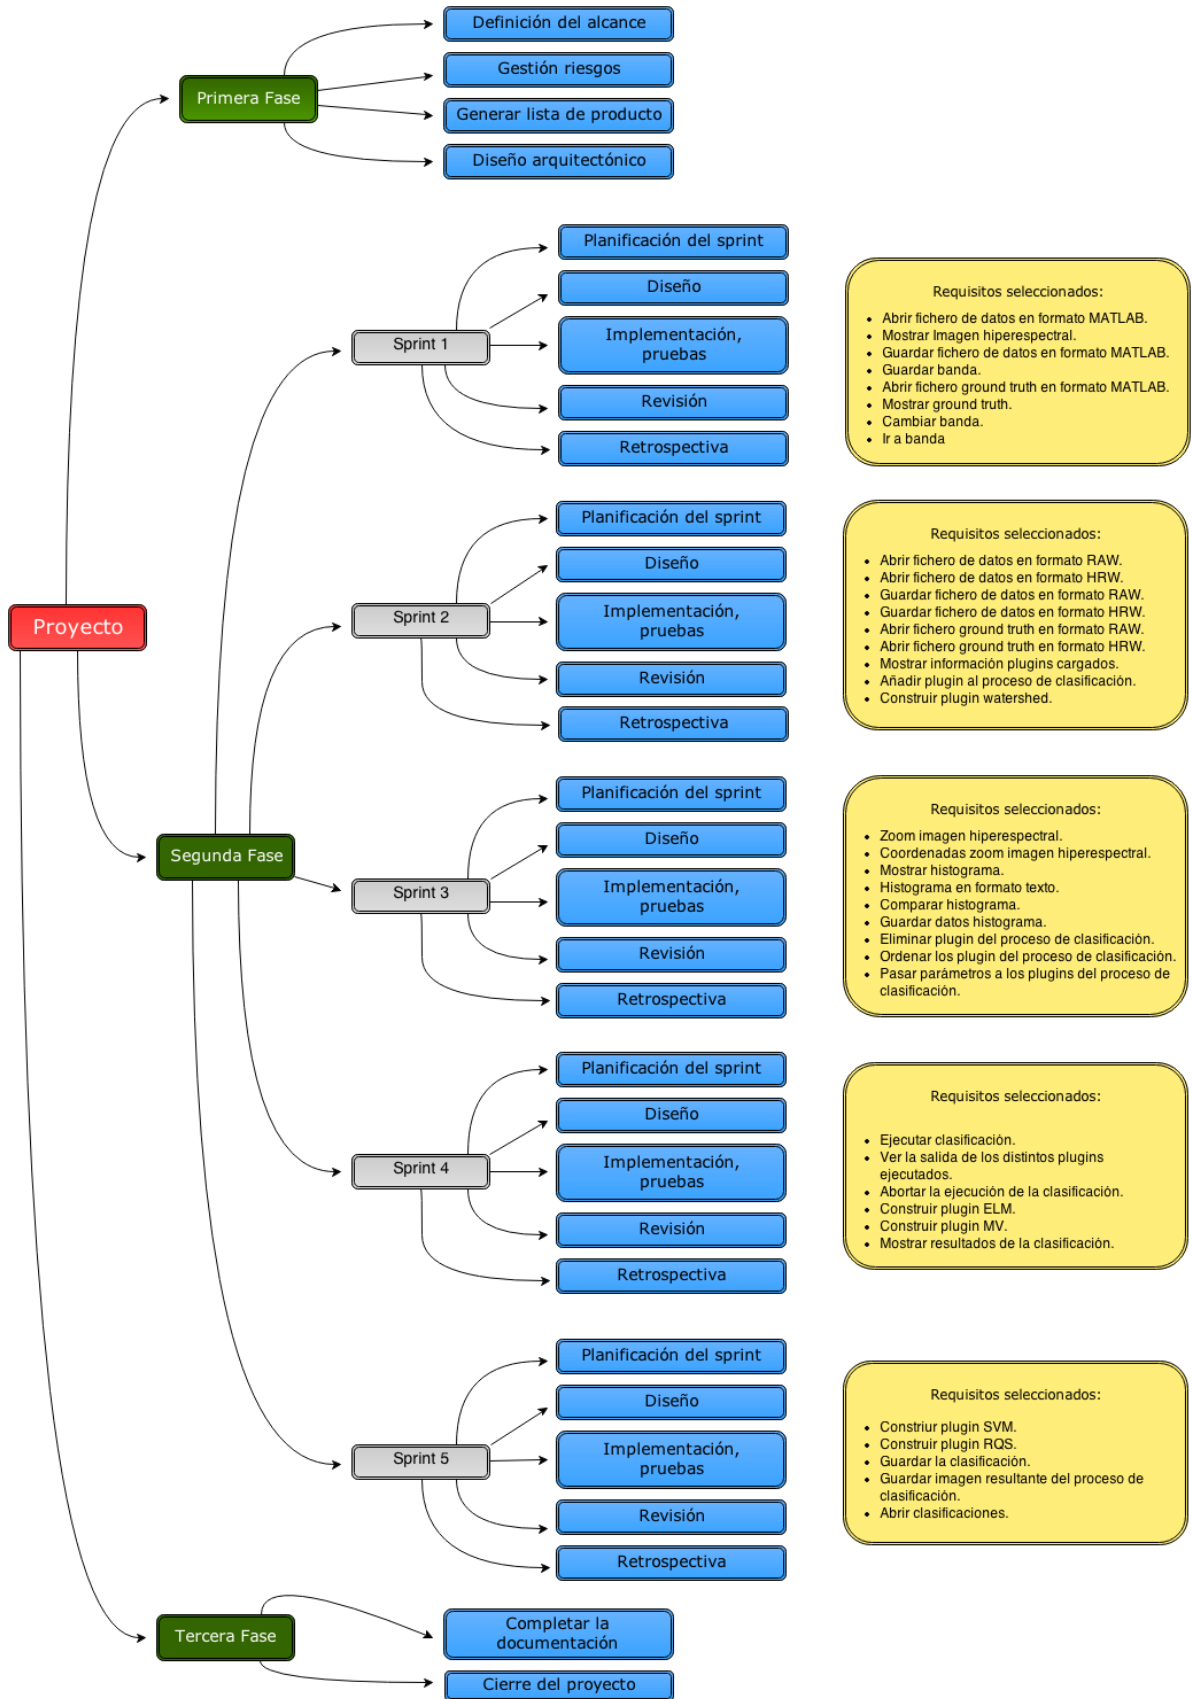 Definición del alcance
Gestión riesgos
Primera Fase
Generar lista de producto
Diseño arquitectónico
Planificación del sprint
Diseño
Sprint 1
Implementación,
pruebas
Revisión
Retrospectiva
Requisitos seleccionados:
Abrir fichero de datos en formato MATLAB.
Mostrar Imagen hiperespectral.
Guardar fichero de datos en formato MATLAB.
Guardar banda.
Abrir fichero ground truth en formato MATLAB.
Mostrar ground truth.
Cambiar banda.
Ir a banda
Proyecto
Planificación del sprint
Diseño
Sprint 2
Implementación,
pruebas
Revisión
Retrospectiva
Requisitos seleccionados:
Abrir fichero de datos en formato RAW.
Abrir fichero de datos en formato HRW.
Guardar fichero de datos en formato RAW.
Guardar fichero de datos en formato HRW.
Abrir fichero ground truth en formato RAW.
Abrir fichero ground truth en formato HRW.
Mostrar información plugins cargados.
Añadir plugin al proceso de clasificación.
Construir plugin watershed.
Segunda Fase
Planificación del sprint
Diseño
Sprint 3
Implementación,
pruebas
Revisión
Retrospectiva
Requisitos seleccionados:
Zoom imagen hiperespectral.
Coordenadas zoom imagen hiperespectral.
Mostrar histograma.
Histograma en formato texto.
Comparar histograma.
Guardar datos histograma.
Eliminar plugin del proceso de clasificación.
Ordenar los plugin del proceso de clasificación.
Pasar parámetros a los plugins del proceso de
clasificación.
Planificación del sprint
Diseño
Sprint 4
Implementación,
pruebas
Revisión
Retrospectiva
Requisitos seleccionados:
Ejecutar clasificación.
Ver la salida de los distintos plugins
ejecutados.
Abortar la ejecución de la clasificación.
Construir plugin ELM.
Construir plugin MV.
Mostrar resultados de la clasificación.
Planificación del sprint
Diseño
Sprint 5
Implementación,
pruebas
Revisión
Retrospectiva
Requisitos seleccionados:
Constriur plugin SVM.
Construir plugin RQS.
Guardar la clasificación.
Guardar imagen resultante del proceso de
clasificación.
Abrir clasificaciones.
Tercera Fase
Completar la
documentación
Cierre del proyecto